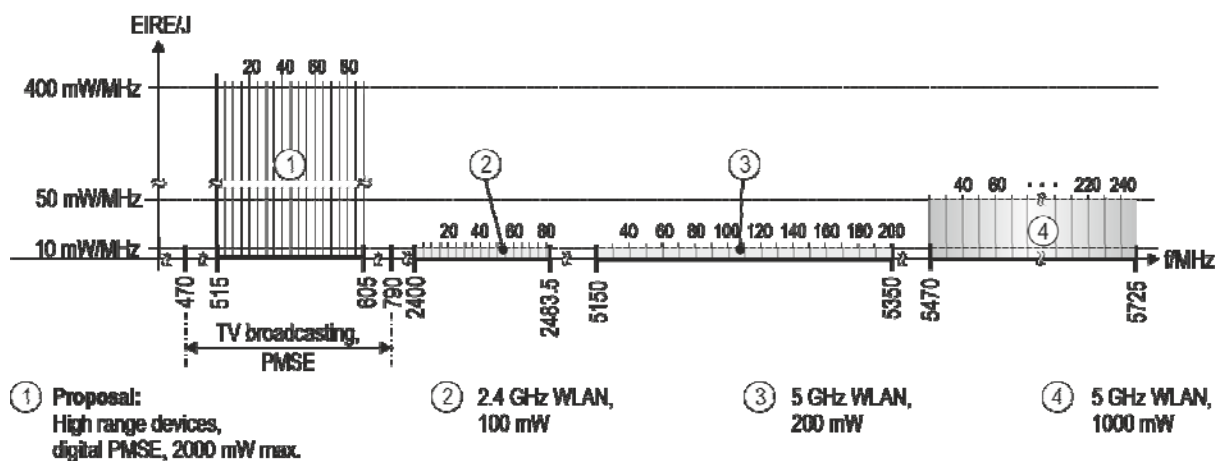 EIRE/J
20 40 60 80
400 mW/MHz
1
2
3
50 mW/MHz
40 60 ... 220 240
20 40 60 80
40 60 80 100 120 140 160 180 200
4
10 mW/MHz
f/MHz
470
515
605
790
2400
2483.5
5150
5350
5470
5725
TV broadcasting,
PMSE
1 Proposal:
High range devices,
digital PMSE, 2000 mW max.
2 2.4 GHz WLAN,
100 mW
3 5 GHz WLAN,
200 mW
4 5 GHz WLAN,
1000 mW